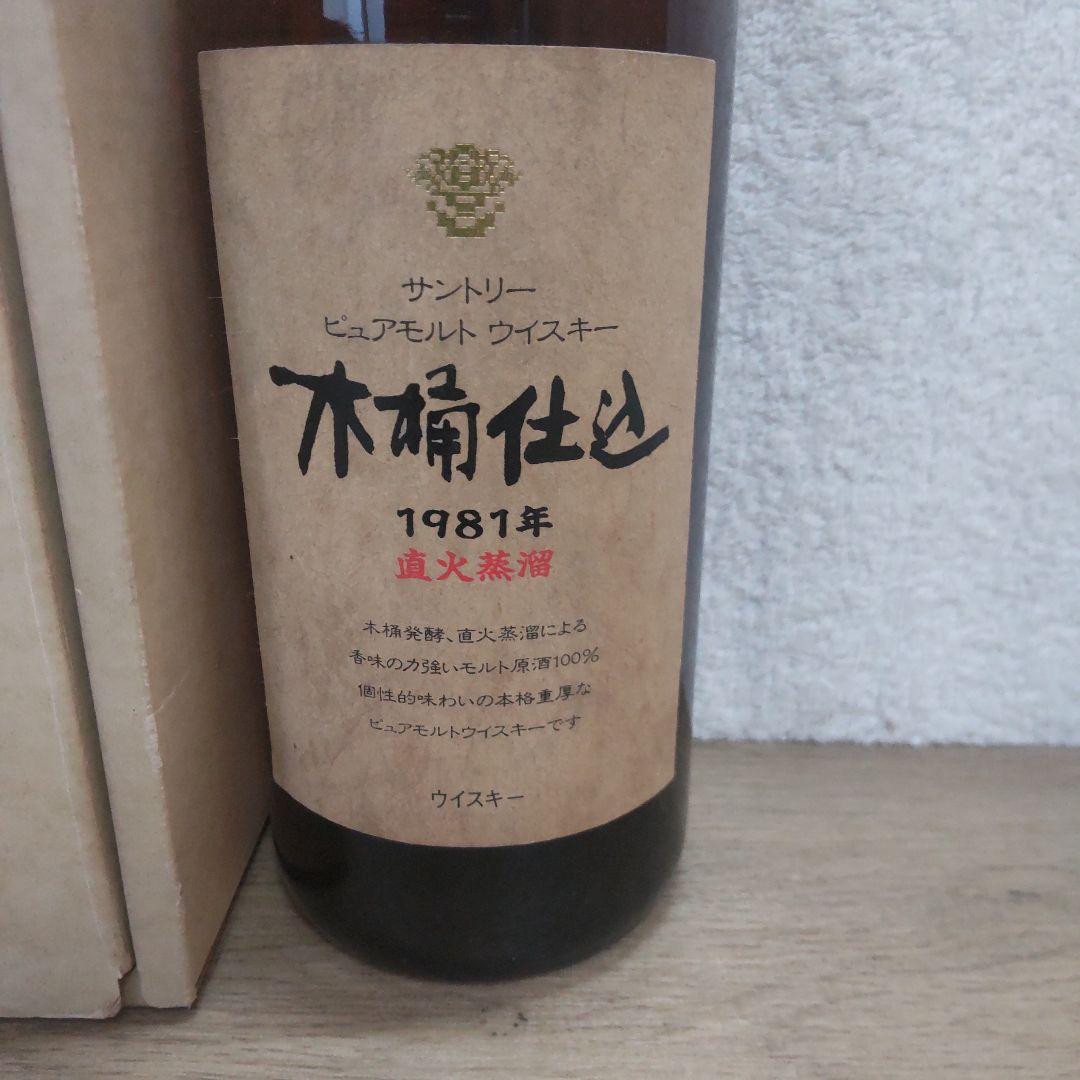 サントリー
ピュアモルト ウイスキー
木桶仕込
1981年
直火蒸溜
木桶発酵、直火蒸溜による
香味の力強いモルト原酒100%
個性的味わいの本格重厚な
ピュアモルトウイスキーです
ウイスキー